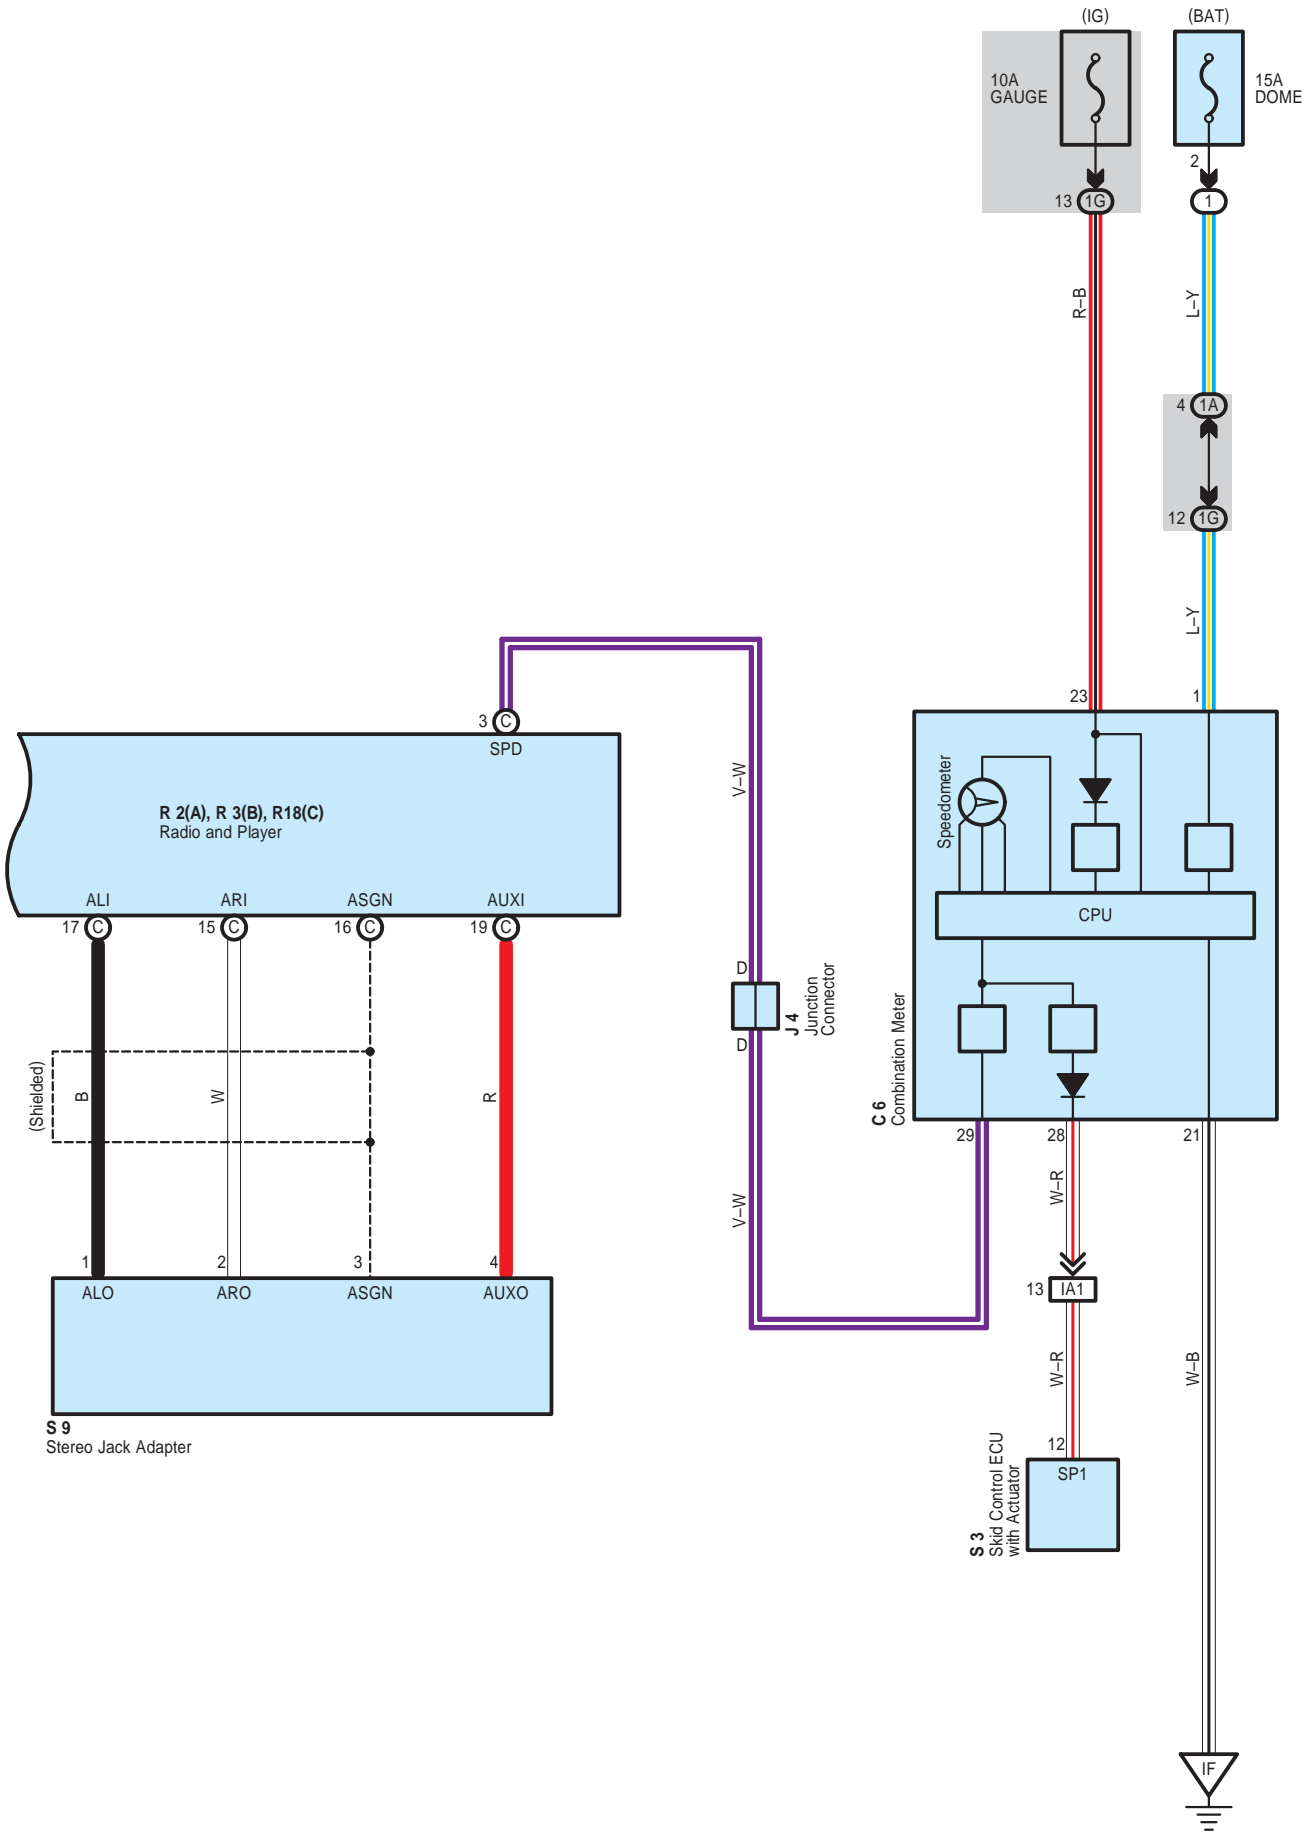 (IG)
(BAT)
10A
GAUGE
15A
DOME
2
13
1G
1
R–B
L–Y
4
1A
12
1G
L–Y
23
1
3
C
SPD
R 2(A), R 3(B), R18(C)
Radio and Player
V–W
Speedometer
CPU
ALI
ARI
ASGN
AUXI
17
C
15
C
16
C
19
C
D
D
J 4
Junction
Connector
C 6
Combination Meter
(Shielded)
B
W
R
29
28
21
W–R
V–W
1
2
3
4
ALO
ARO
ASGN
AUXO
13
IA1
W–R
W–B
S 9
Stereo Jack Adapter
12
SP1
S 3
Skid Control ECU
with Actuator
IF